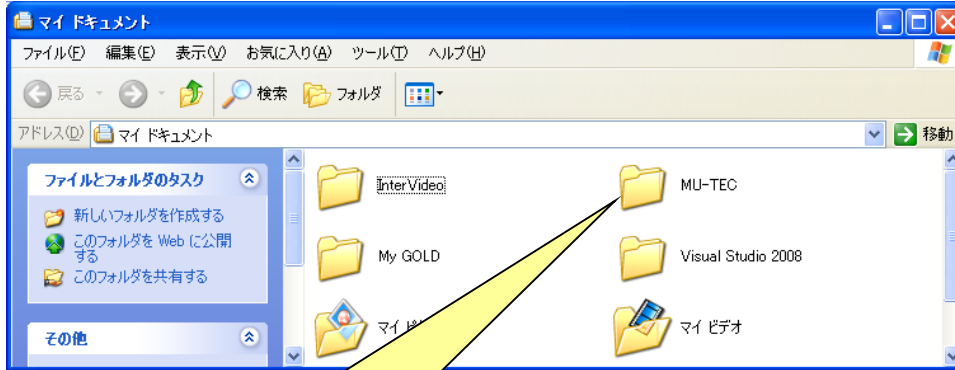 マイ ドキュメント
ファイル(F) 編集(E) 表示(V) お気に入り(A) ツール(T) ヘルプ(H)
戻る 検索 フォルダ
アドレス(D) マイ ドキュメント 移動
ファイルとフォルダのタスク
新しいフォルダを作成する
このフォルダを Web に公開
する
このフォルダを共有する
その他
InterVideo
MU-TEC
My GOLD
Visual Studio 2008
マイ
マイ ビデオ